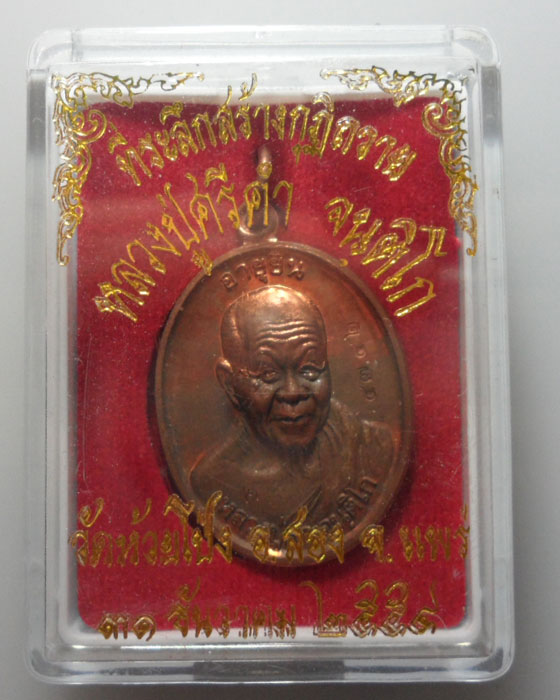 ที่ระลึกสร้างกุฏิถวาย
หลวงปู่ศรีคำ จนฺติโก
อายุยืน
วัดห้วยโป่ง อ.สอง จ.แพร่
๓๑ ธันวาคม ๒๕๕๔